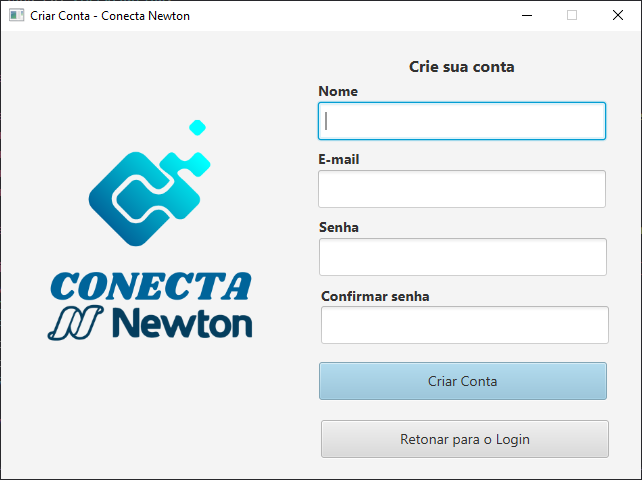 Criar Conta - Conecta Newton
Crie sua conta
Nome
E-mail
Senha
Confirmar senha
Criar Conta
Retonar para o Login
CONECTA
Newton